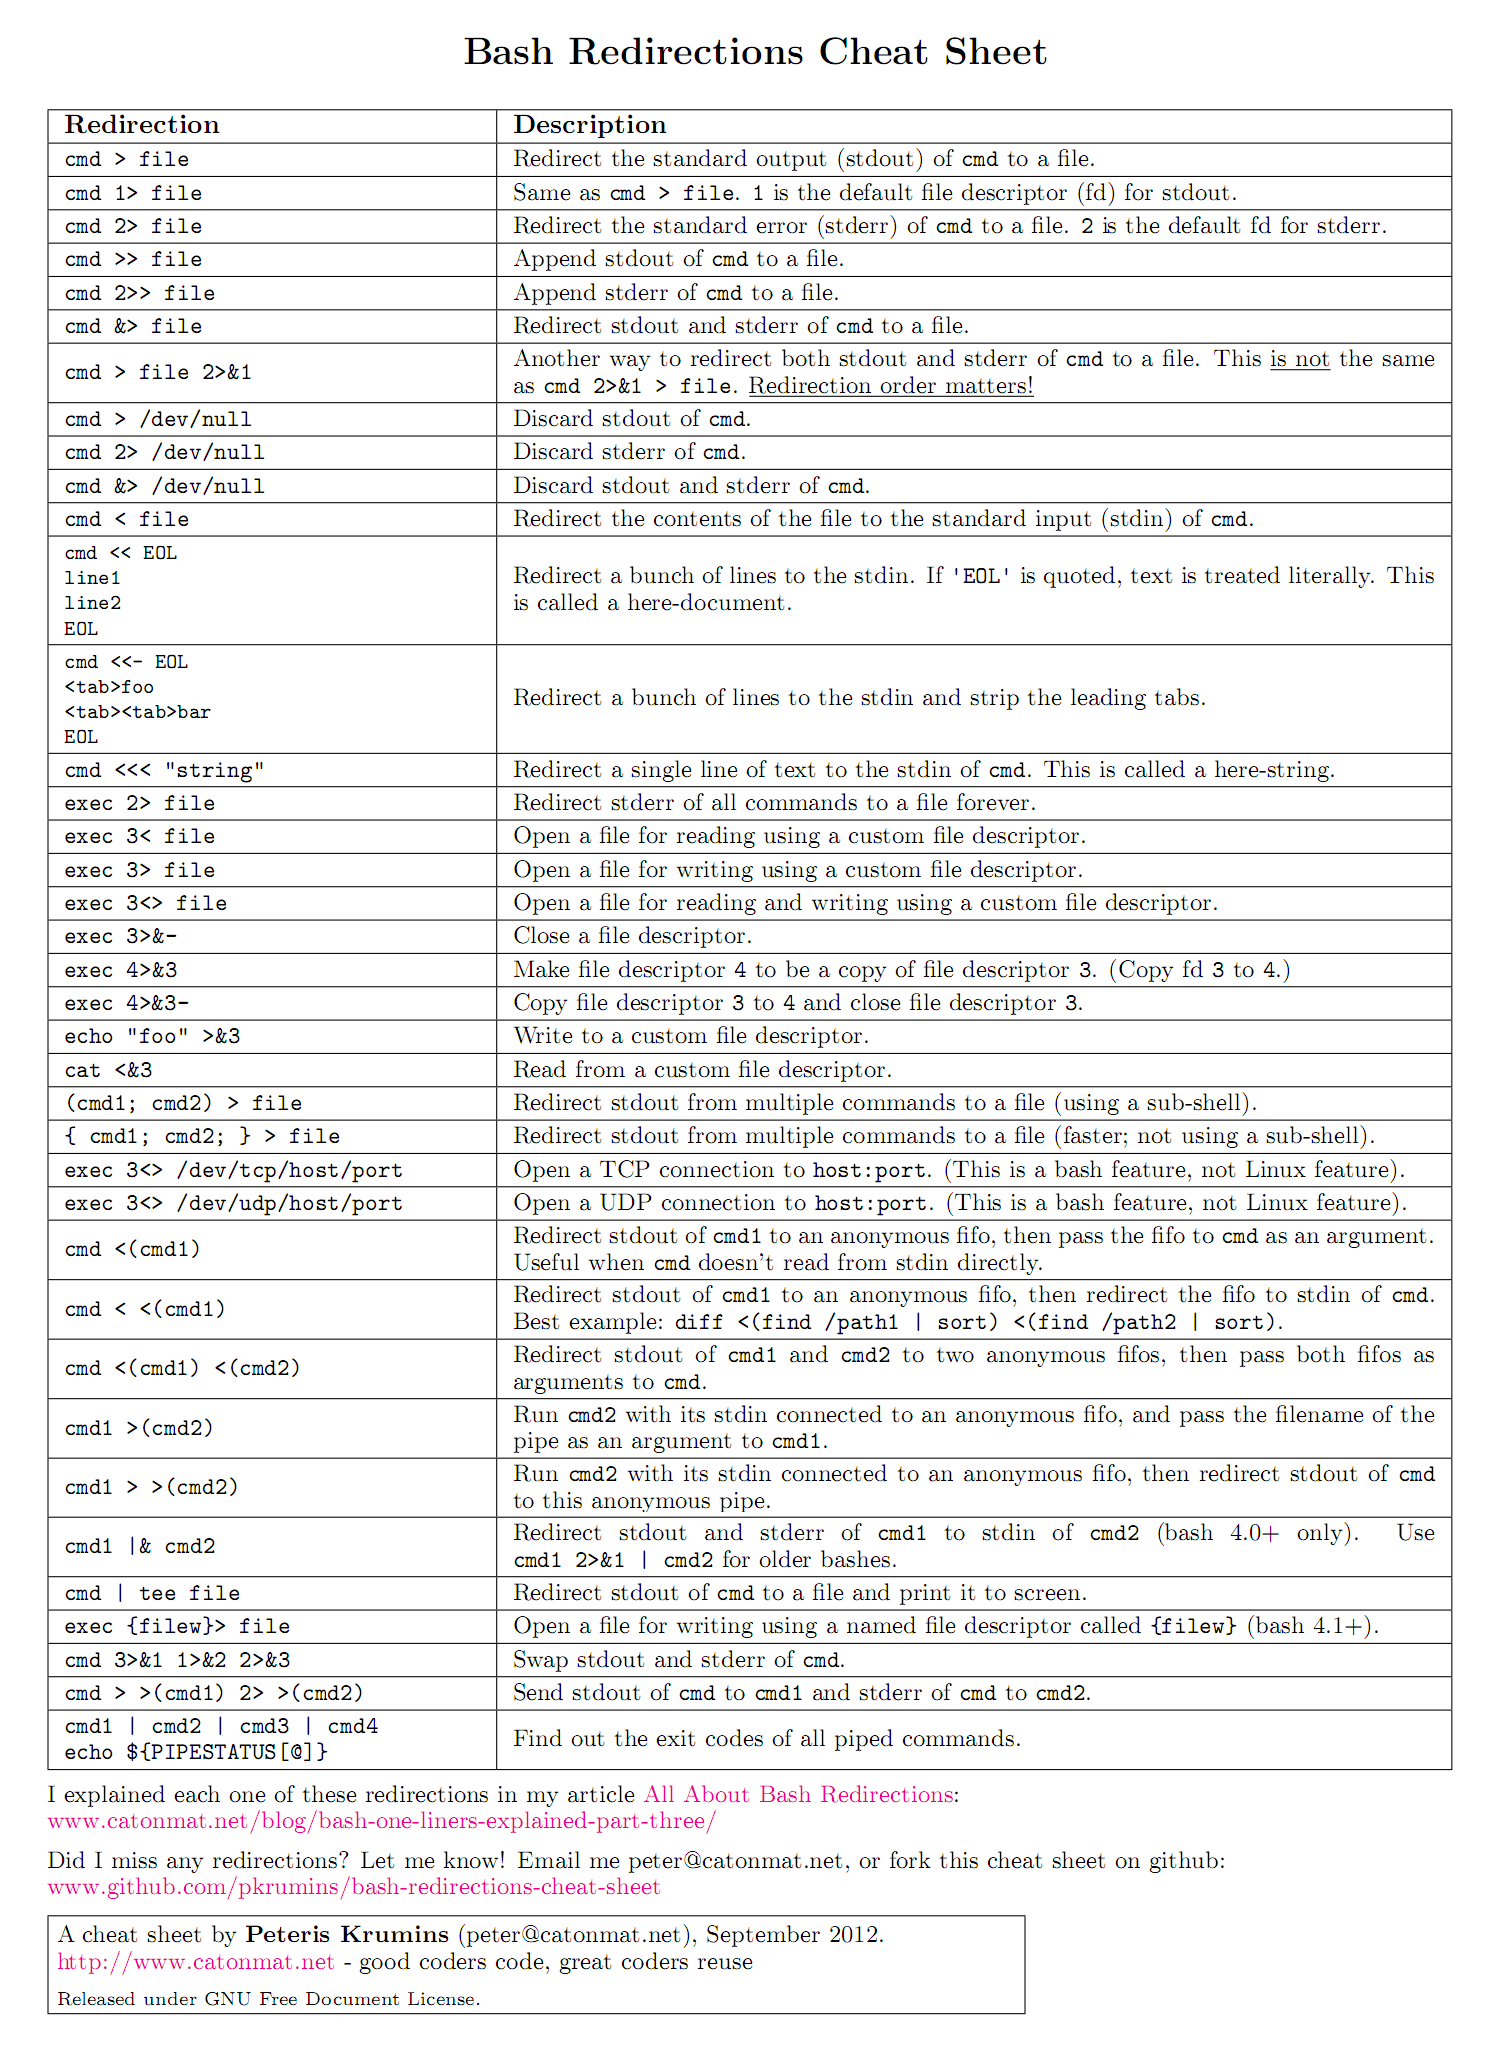 Bash Redirections Cheat Sheet
Redirection Description
cmd > file Redirect the standard output (stdout) of cmd to a file.
cmd 1> file Same as cmd > file. 1 is the default file descriptor (fd) for stdout.
cmd 2> file Redirect the standard error (stderr) of cmd to a file. 2 is the default fd for stderr.
cmd >> file Append stdout of cmd to a file.
cmd 2>> file Append stderr of cmd to a file.
cmd &> file Redirect stdout and stderr of cmd to a file.
cmd > file 2>&1
Another way to redirect both stdout and stderr of cmd to a file. This is not the same
as cmd 2>&1 > file. Redirection order matters!
cmd > /dev/null Discard stdout of cmd.
cmd 2> /dev/null Discard stderr of cmd.
cmd &> /dev/null Discard stdout and stderr of cmd.
cmd < file Redirect the contents of the file to the standard input (stdin) of cmd.
cmd << EOL
line1
line2
EOL
Redirect a bunch of lines to the stdin. If 'EOL' is quoted, text is treated literally. This
is called a here-document.
cmd <<- EOL
<tab>foo
<tab><tab>bar
EOL
Redirect a bunch of lines to the stdin and strip the leading tabs.
cmd <<< "string" Redirect a single line of text to the stdin of cmd. This is called a here-string.
exec 2> file Redirect stderr of all commands to a file forever.
exec 3< file Open a file for reading using a custom file descriptor.
exec 3> file Open a file for writing using a custom file descriptor.
exec 3<> file Open a file for reading and writing using a custom file descriptor.
exec 3>&- Close a file descriptor.
exec 4>&3 Make file descriptor 4 to be a copy of file descriptor 3. (Copy fd 3 to 4.)
exec 4>&3- Copy file descriptor 3 to 4 and close file descriptor 3.
echo "foo" >&3 Write to a custom file descriptor.
cat <&3 Read from a custom file descriptor.
(cmd1; cmd2) > file Redirect stdout from multiple commands to a file (using a sub-shell).
{ cmd1; cmd2; } > file Redirect stdout from multiple commands to a file (faster; not using a sub-shell).
exec 3<> /dev/tcp/host/port Open a TCP connection to host:port. (This is a bash feature, not Linux feature).
exec 3<> /dev/udp/host/port Open a UDP connection to host:port. (This is a bash feature, not Linux feature).
cmd <(cmd1)
Redirect stdout of cmd1 to an anonymous fifo, then pass the fifo to cmd as an argument.
Useful when cmd doesn't read from stdin directly.
cmd < <(cmd1)
Redirect stdout of cmd1 to an anonymous fifo, then redirect the fifo to stdin of cmd.
Best example: diff <(find /path1 | sort) <(find /path2 | sort).
cmd <(cmd1) <(cmd2)
Redirect stdout of cmd1 and cmd2 to two anonymous fifos, then pass both fifos as
arguments to cmd.
cmd1 >(cmd2)
Run cmd2 with its stdin connected to an anonymous fifo, and pass the filename of the
pipe as an argument to cmd1.
cmd1 > >(cmd2)
Run cmd2 with its stdin connected to an anonymous fifo, then redirect stdout of cmd
to this anonymous pipe.
cmd1 |& cmd2
Redirect stdout and stderr of cmd1 to stdin of cmd2 (bash 4.0+ only). Use
cmd1 2>&1 | cmd2 for older bashes.
cmd | tee file Redirect stdout of cmd to a file and print it to screen.
exec {filew}> file Open a file for writing using a named file descriptor called {filew} (bash 4.1+).
cmd 3>&1 1>&2 2>&3 Swap stdout and stderr of cmd.
cmd > >(cmd1) 2> >(cmd2) Send stdout of cmd to cmd1 and stderr of cmd to cmd2.
cmd1 | cmd2 | cmd3 | cmd4
echo ${PIPESTATUS[@]}
Find out the exit codes of all piped commands.
I explained each one of these redirections in my article All About Bash Redirections:
www.catonmat.net/blog/bash-one-liners-explained-part-three/
Did I miss any redirections? Let me know! Email me peter@catonmat.net, or fork this cheat sheet on github:
www.github.com/pkrumins/bash-redirections-cheat-sheet
A cheat sheet by Peteris Krumins (peter@catonmat.net), September 2012.
http://www.catonmat.net - good coders code, great coders reuse
Released under GNU Free Document License.